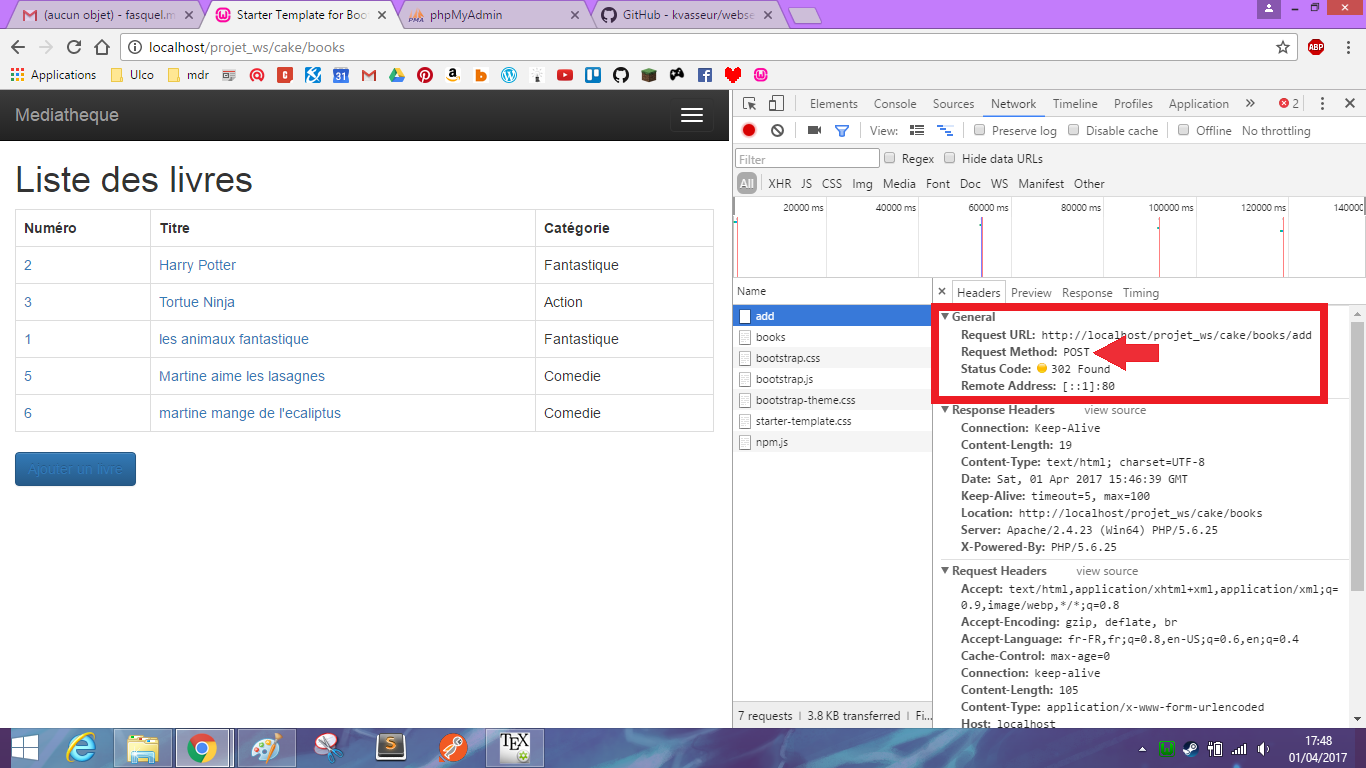 (aucun objet) - fasquel.m
Starter Template for Boo
phpMyAdmin
GitHub - kvasseur/webse
localhost/projet_ws/cake/books
ABP
Applications
Ulco
mdr
31
Mediatheque
Liste des livres
Numéro Titre Catégorie
2 Harry Potter Fantastique
3 Tortue Ninja Action
1 les animaux fantastique Fantastique
5 Martine aime les lasagnes Comedie
6 martine mange de l'ecaliptus Comedie
Ajouter un livre
Elements Console Sources Network Timeline Profiles Application » 2
View: Preserve log Disable cache Offline No throttling
Filter Regex Hide data URLs
All XHR JS CSS Img Media Font Doc WS Manifest Other
20000 ms 40000 ms 60000 ms 80000 ms 100000 ms 120000 ms 14000
Name
add
books
bootstrap.css
bootstrap.js
bootstrap-theme.css
starter-template.css
npm.js
7 requests | 3.8 KB transferred | Fi...
Headers Preview Response Timing
General
Request URL: http://localhost/projet_ws/cake/books/add
Request Method: POST
Status Code: 302 Found
Remote Address: [::1]:80
Response Headers view source
Connection: Keep-Alive
Content-Length: 19
Content-Type: text/html; charset=UTF-8
Date: Sat, 01 Apr 2017 15:46:39 GMT
Keep-Alive: timeout=5, max=100
Location: http://localhost/projet_ws/cake/books
Server: Apache/2.4.23 (Win64) PHP/5.6.25
X-Powered-By: PHP/5.6.25
Request Headers view source
Accept: text/html,application/xhtml+xml,application/xml;q=
0.9,image/webp,*/*;q=0.8
Accept-Encoding: gzip, deflate, br
Accept-Language: fr-FR,fr;q=0.8,en-US;q=0.6,en;q=0.4
Cache-Control: max-age=0
Connection: keep-alive
Content-Length: 105
Content-Type: application/x-www-form-urlencoded
Host: localhost
TEX
17:48
01/04/2017